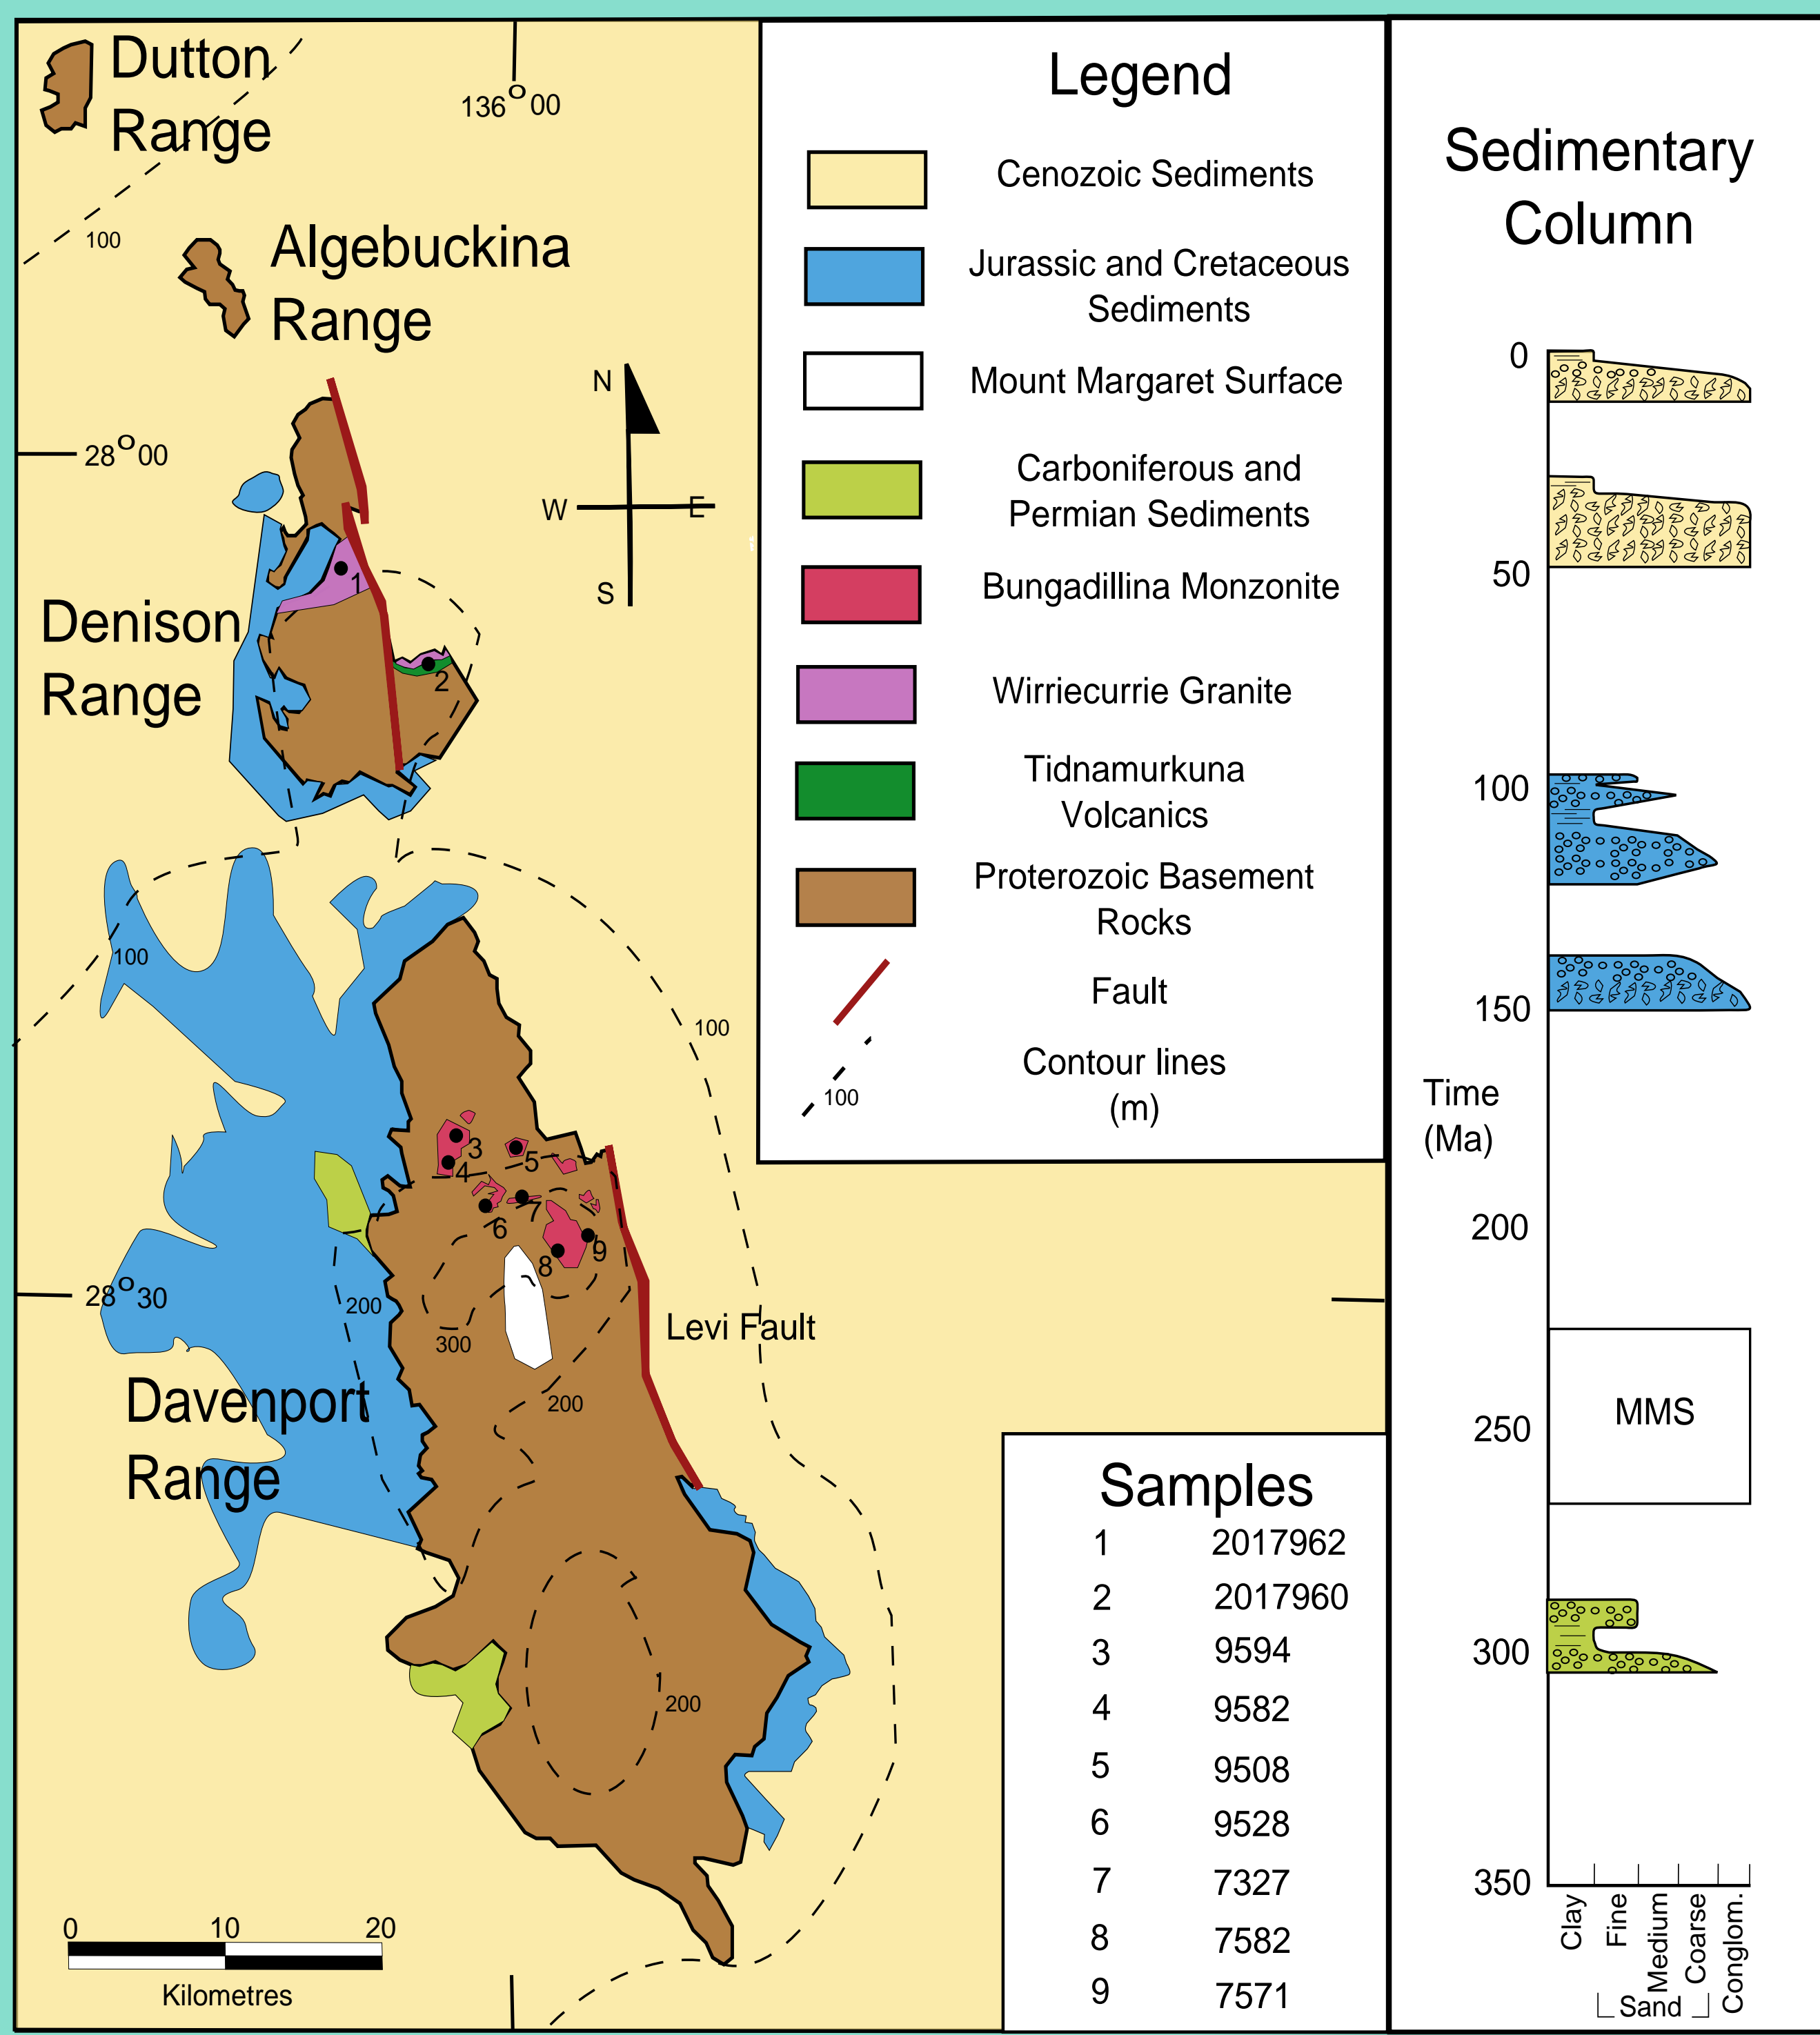 Dutton
Range
136°00
100
Algebuckina
Range
N
W E
S
28°00
1
Denison
Range
2
100
100
3
4
5
6
7
8
9
28°30
200
300
Levi Fault
Davenport
Range
200
200
0 10 20
Kilometres
Legend
Cenozoic Sediments
Jurassic and Cretaceous
Sediments
Mount Margaret Surface
Carboniferous and
Permian Sediments
Bungadillina Monzonite
Wirriecurrie Granite
Tidnamurkuna
Volcanics
Proterozoic Basement
Rocks
Fault
100
Contour lines
(m)
Samples
1 2017962
2 2017960
3 9594
4 9582
5 9508
6 9528
7 7327
8 7582
9 7571
Sedimentary
Column
0
50
100
150
Time
(Ma)
200
250
MMS
300
350
Clay
Fine
Medium
Coarse
Conglom.
Sand